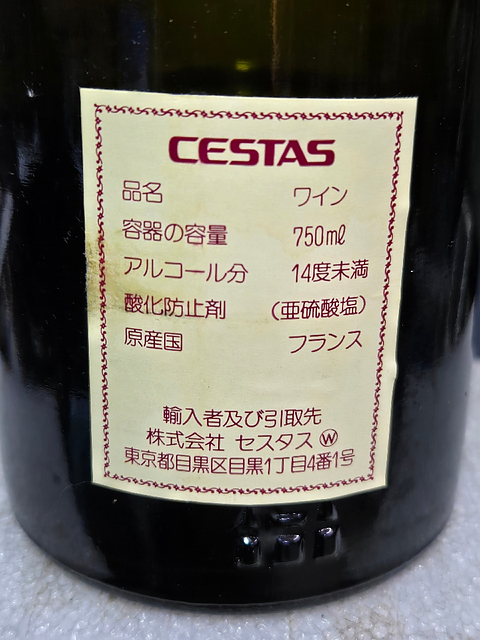 CESTAS
品名 ワイン
容器の容量 750㎖
アルコール分 14度未満
酸化防止剤 (亜硫酸塩)
原産国 フランス
輸入者及び引取先
株式会社 セスタス Ⓦ
東京都目黒区目黒1丁目4番1号